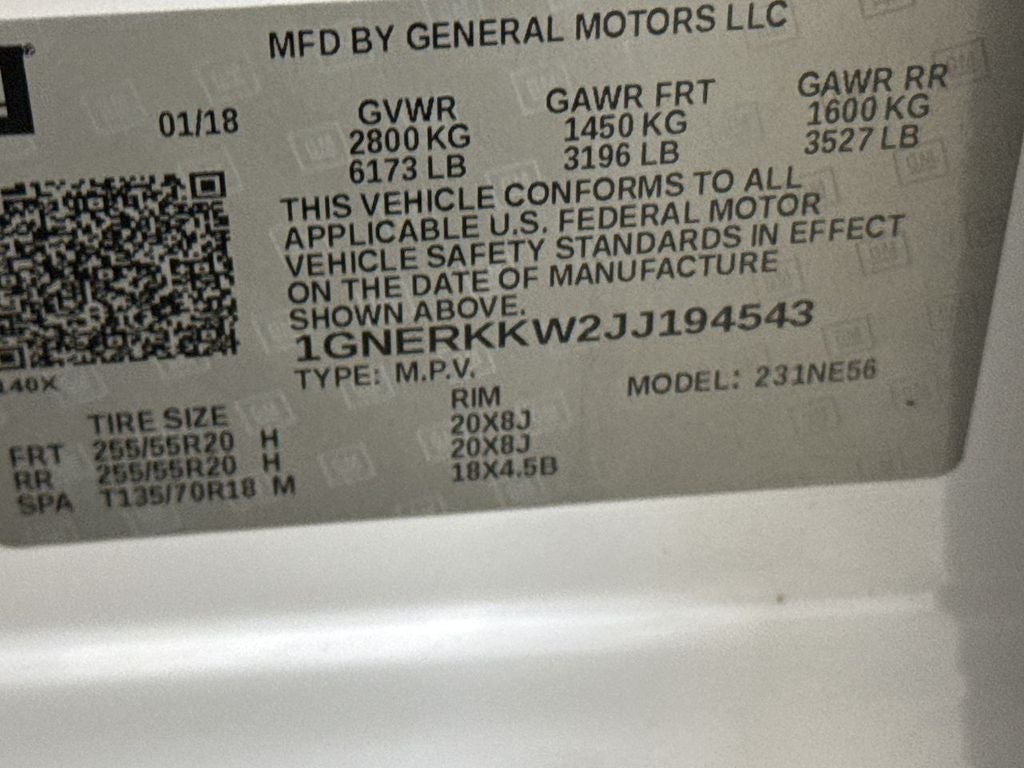 MFD BY GENERAL MOTORS LLC
01/18 GVWR GAWR FRT GAWR RR
2800 KG 1450 KG 1600 KG
6173 LB 3196 LB 3527 LB
THIS VEHICLE CONFORMS TO ALL
APPLICABLE U.S. FEDERAL MOTOR
VEHICLE SAFETY STANDARDS IN EFFECT
ON THE DATE OF MANUFACTURE
SHOWN ABOVE.
1GNERKKW2JJ194543
140X
TYPE: M.P.V. MODEL: 231NE56
TIRE SIZE RIM
FRT 255/55R20 H 20X8J
RR 255/55R20 H 20X8J
SPA T135/70R18 M 18X4.5B